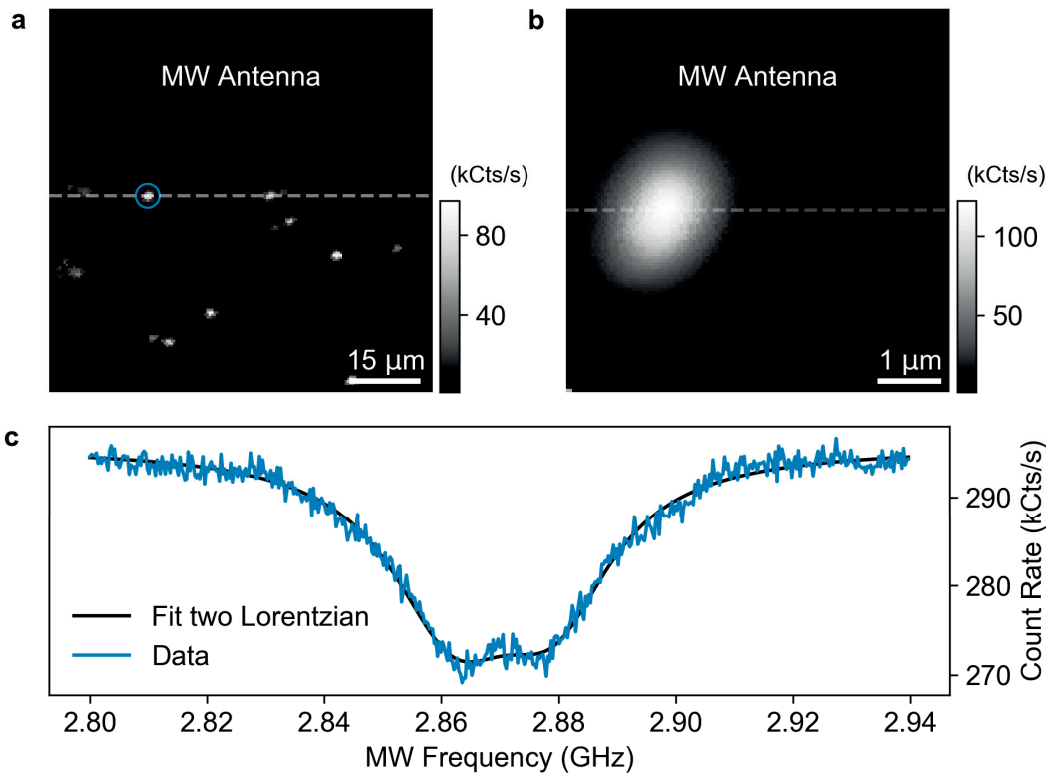 a
MW Antenna
(kCts/s)
80
40
15 µm
b
MW Antenna
(kCts/s)
100
50
1 µm
c
Fit two Lorentzian
Data
290
280
270
Count Rate (kCts/s)
2.80 2.82 2.84 2.86 2.88 2.90 2.92 2.94
MW Frequency (GHz)